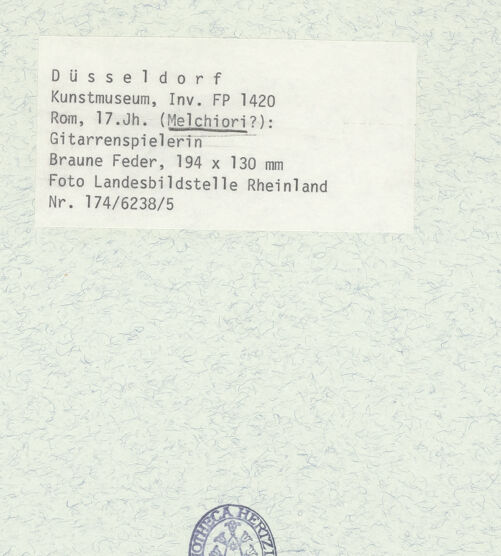 D ü s s e l d o r f
Kunstmuseum, Inv. FP 1420
Rom, 17.Jh. (Melchiori?):
Gitarrenspielerin
Braune Feder, 194 x 130 mm
Foto Landesbildstelle Rheinland
Nr. 174/6238/5
HERTZI